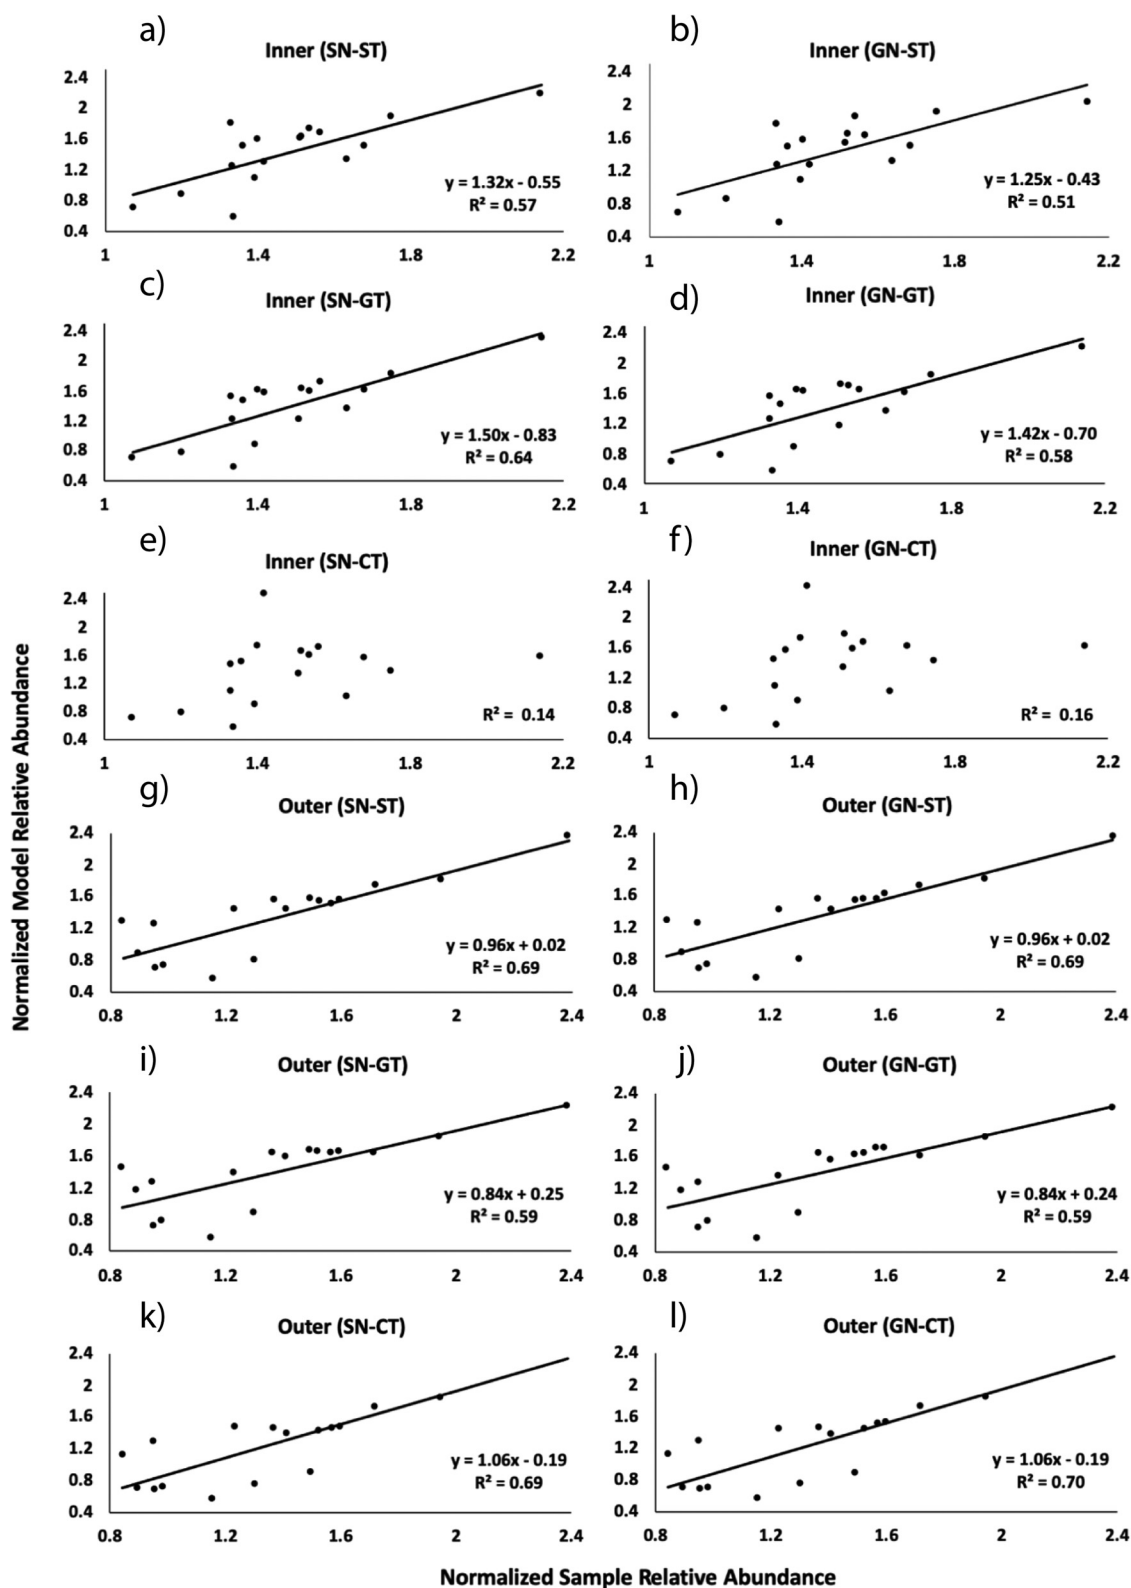 a)
Inner (SN-ST)
2.4
2
1.6
1.2
0.8
0.4
y = 1.32x - 0.55
R² = 0.57
1 1.4 1.8 2.2
b)
Inner (GN-ST)
2.4
2
1.6
1.2
0.8
0.4
y = 1.25x - 0.43
R² = 0.51
1 1.4 1.8 2.2
c)
Inner (SN-GT)
2.4
2
1.6
1.2
0.8
0.4
y = 1.50x - 0.83
R² = 0.64
1 1.4 1.8 2.2
d)
Inner (GN-GT)
2.4
2
1.6
1.2
0.8
0.4
y = 1.42x - 0.70
R² = 0.58
1 1.4 1.8 2.2
e)
Inner (SN-CT)
2.4
2
1.6
1.2
0.8
0.4
R² = 0.14
1 1.4 1.8 2.2
f)
Inner (GN-CT)
2.4
2
1.6
1.2
0.8
0.4
R² = 0.16
1 1.4 1.8 2.2
g)
Outer (SN-ST)
2.4
2
1.6
1.2
0.8
0.4
y = 0.96x + 0.02
R² = 0.69
0.8 1.2 1.6 2 2.4
h)
Outer (GN-ST)
2.4
2
1.6
1.2
0.8
0.4
y = 0.96x + 0.02
R² = 0.69
0.8 1.2 1.6 2 2.4
i)
Outer (SN-GT)
2.4
2
1.6
1.2
0.8
0.4
y = 0.84x + 0.25
R² = 0.59
0.8 1.2 1.6 2 2.4
j)
Outer (GN-GT)
2.4
2
1.6
1.2
0.8
0.4
y = 0.84x + 0.24
R² = 0.59
0.8 1.2 1.6 2 2.4
k)
Outer (SN-CT)
2.4
2
1.6
1.2
0.8
0.4
y = 1.06x - 0.19
R² = 0.69
0.8 1.2 1.6 2 2.4
l)
Outer (GN-CT)
2.4
2
1.6
1.2
0.8
0.4
y = 1.06x - 0.19
R² = 0.70
0.8 1.2 1.6 2 2.4
Normalized Model Relative Abundance
Normalized Sample Relative Abundance